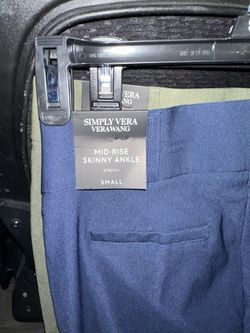 SIMPLY VERA
VERAWANG
MID-RISE
SKINNY ANKLE
STRETCH
SMALL